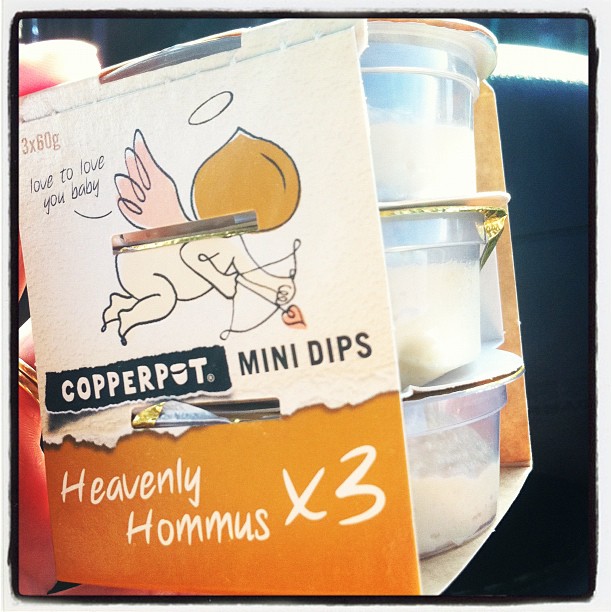 3x60g
love to love
you baby
COPPERPOT®
MINI DIPS
Heavenly
Hommus
x3